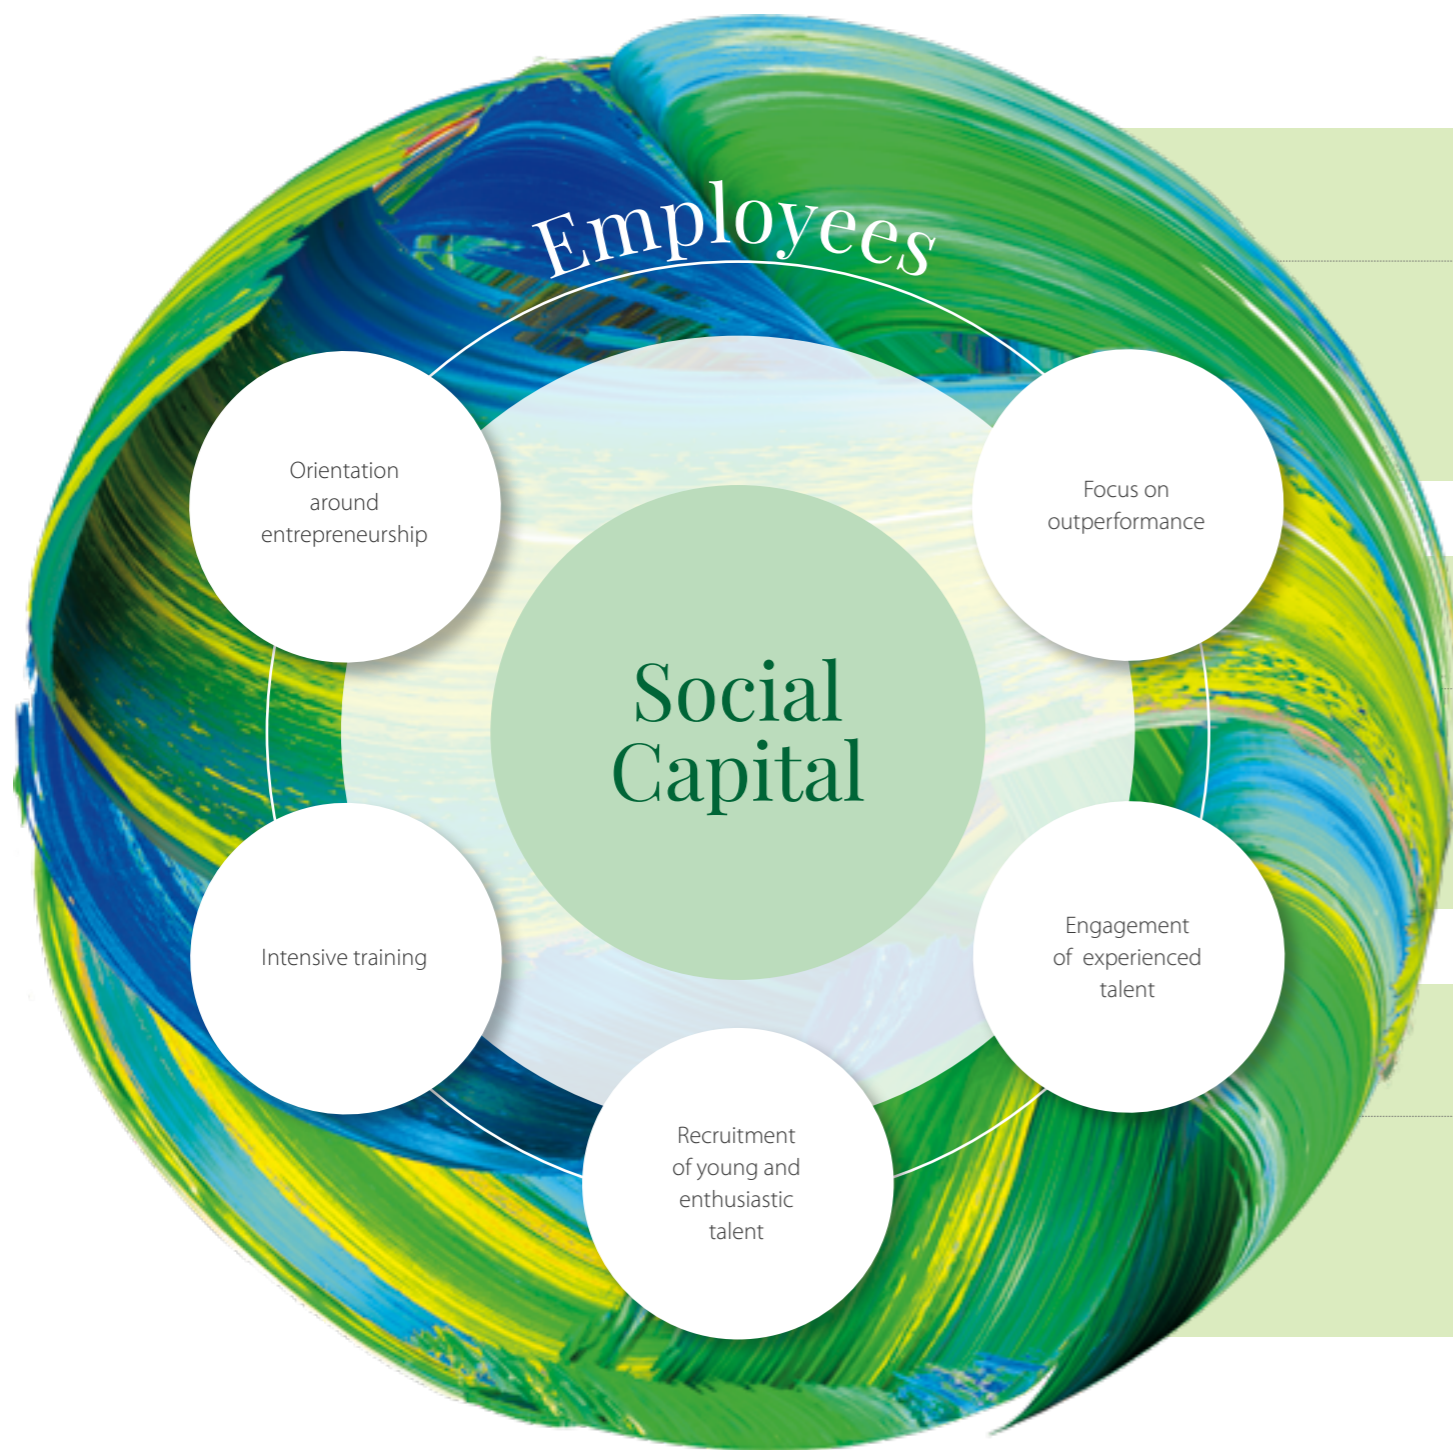 Employees
Orientation
around
entrepreneurship
Focus on
outperformance
Social
Capital
Intensive training
Engagement
of experienced
talent
Recruitment
of young and
enthusiastic
talent